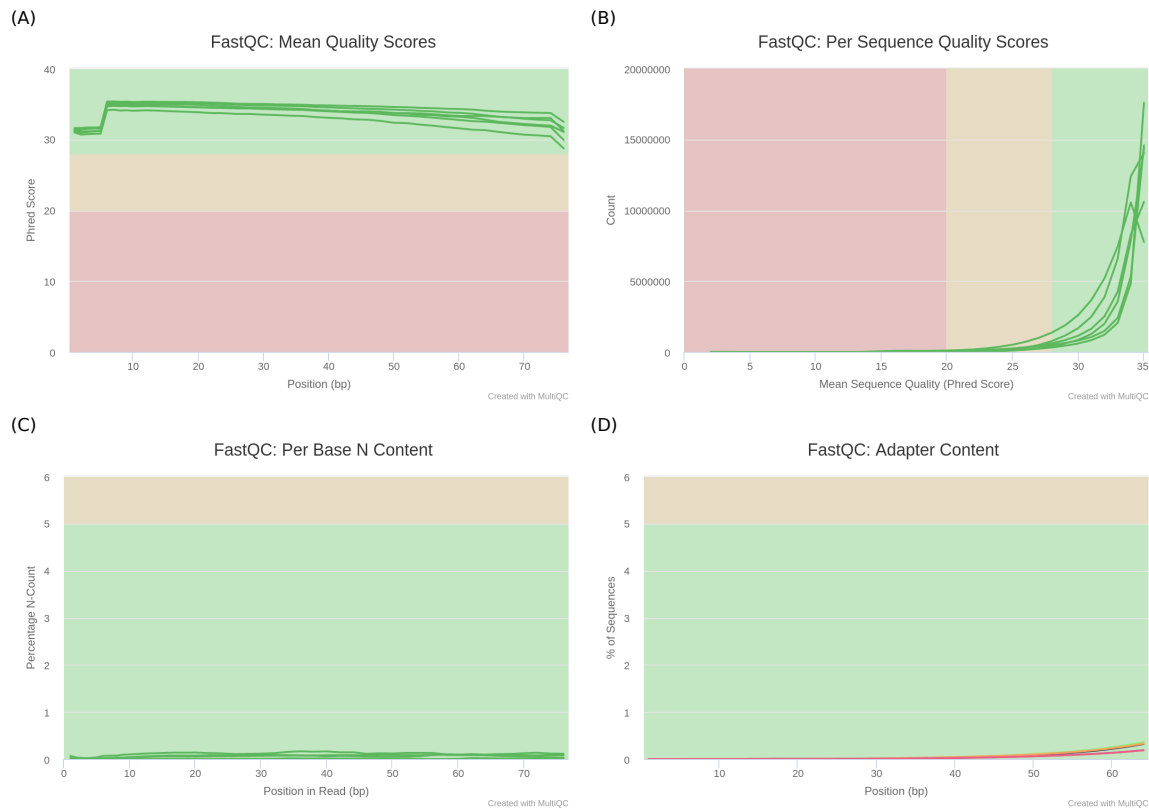 (A)
FastQC: Mean Quality Scores
40
30
20
10
0
Phred Score
10
20
30
40
50
60
70
Position (bp)
Created with MultiQC
(B)
FastQC: Per Sequence Quality Scores
20000000
15000000
10000000
5000000
0
Count
0
5
10
15
20
25
30
35
Mean Sequence Quality (Phred Score)
Created with MultiQC
(C)
FastQC: Per Base N Content
6
5
4
3
2
1
0
Percentage N-Count
0
10
20
30
40
50
60
70
Position in Read (bp)
Created with MultiQC
(D)
FastQC: Adapter Content
6
5
4
3
2
1
0
% of Sequences
10
20
30
40
50
60
Position (bp)
Created with MultiQC